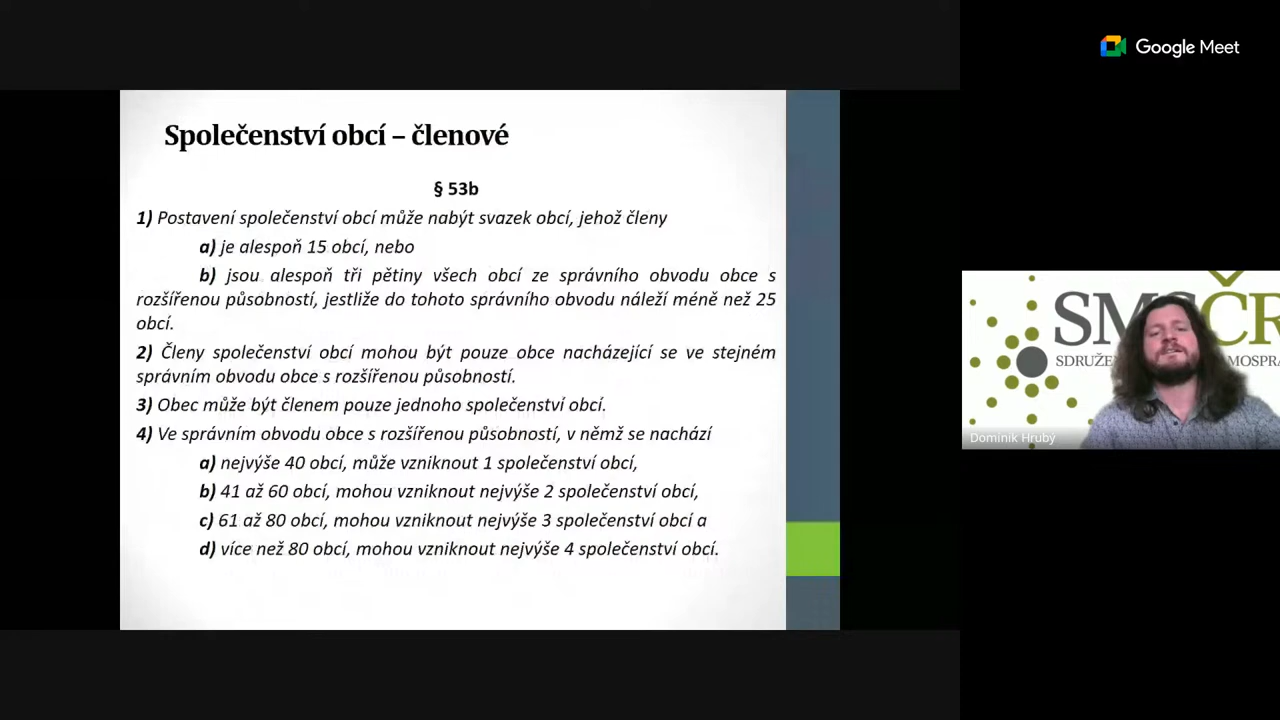 Google Meet
Společenství obcí – členové
§ 53b
1) Postavení společenství obcí může nabýt svazek obcí, jehož členy
a) je alespoň 15 obcí, nebo
b) jsou alespoň tři pětiny všech obcí ze správního obvodu obce s
rozšířenou působností, jestliže do tohoto správního obvodu náleží méně než 25
obcí.
2) Členy společenství obcí mohou být pouze obce nacházející se ve stejném
správním obvodu obce s rozšířenou působností.
3) Obec může být členem pouze jednoho společenství obcí.
4) Ve správním obvodu obce s rozšířenou působností, v němž se nachází
a) nejvýše 40 obcí, může vzniknout 1 společenství obcí,
b) 41 až 60 obcí, mohou vzniknout nejvýše 2 společenství obcí,
c) 61 až 80 obcí, mohou vzniknout nejvýše 3 společenství obcí a
d) více než 80 obcí, mohou vzniknout nejvýše 4 společenství obcí.
SMSČR
Dominik Hrubý